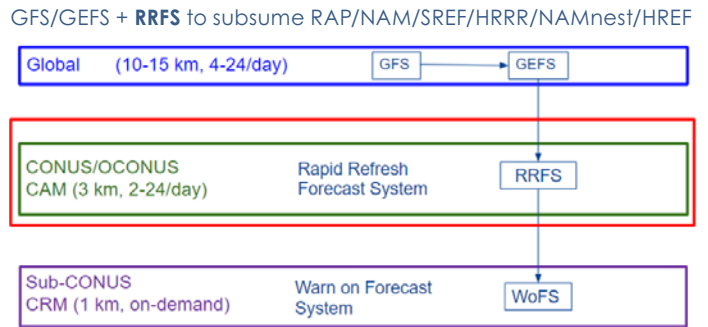 GFS/GEFS + RRFS to subsume RAP/NAM/SREF/HRRR/NAMnest/HREF
Global (10-15 km, 4-24/day) GFS GEFS
CONUS/OCONUS
CAM (3 km, 2-24/day)
Rapid Refresh
Forecast System
RRFS
Sub-CONUS
CRM (1 km, on-demand)
Warn on Forecast
System
WoFS